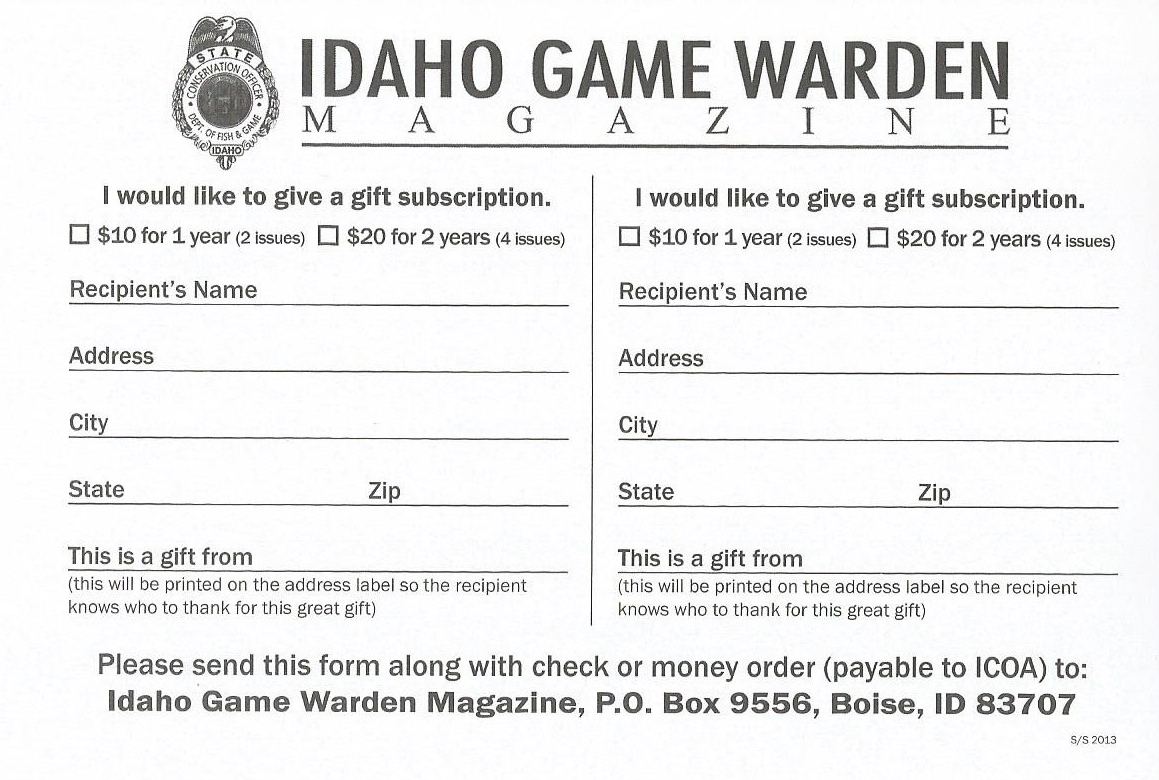 STATE
CONSERVATION OFFICER
DEPT. OF FISH & GAME
IDAHO
IDAHO GAME WARDEN
MAGAZINE
I would like to give a gift subscription.
$10 for 1 year (2 issues) $20 for 2 years (4 issues)
Recipient's Name
Address
City
State Zip
This is a gift from
(this will be printed on the address label so the recipient
knows who to thank for this great gift)
I would like to give a gift subscription.
$10 for 1 year (2 issues) $20 for 2 years (4 issues)
Recipient's Name
Address
City
State Zip
This is a gift from
(this will be printed on the address label so the recipient
knows who to thank for this great gift)
Please send this form along with check or money order (payable to ICOA) to:
Idaho Game Warden Magazine, P.O. Box 9556, Boise, ID 83707
S/S 2013